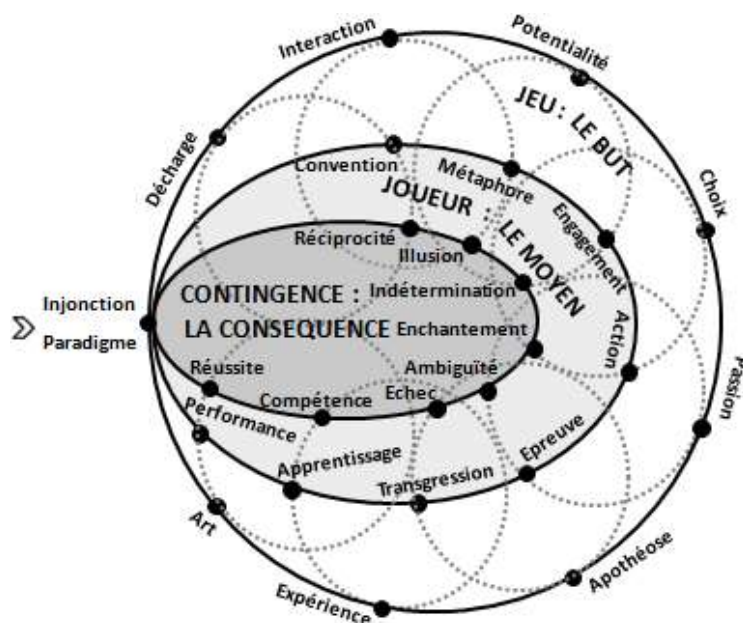 Interaction
Potentialité
JEU : LE BUT
Décharge
Convention
Métaphore
Choix
JOUEUR : LE MOYEN
Engagement
Réciprocité
Illusion
CONTINGENCE :
Indétermination
Injonction
LA CONSEQUENCE
Enchantement
Action
Paradigme
Réussite
Ambiguïté
Passion
Compétence
Echec
Performance
Apprentissage
Transgression
Epreuve
Art
Expérience
Apothéose